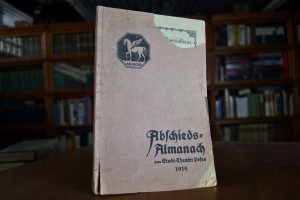 Abschieds-
Almanach
vom Stadt-Theater Posen
1919